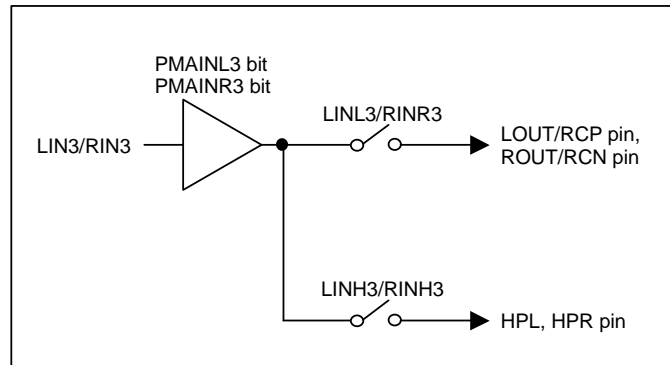 PMAINL3 bit
PMAINR3 bit
LINL3/RINR3
LIN3/RIN3
LOUT/RCP pin,
ROUT/RCN pin
LINH3/RINH3
HPL, HPR pin